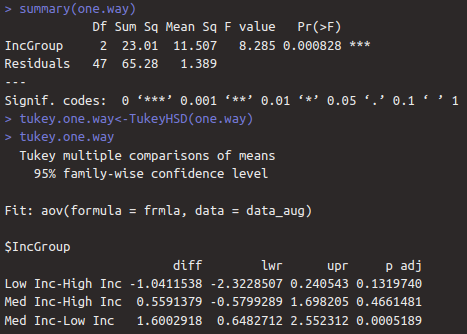 > summary(one.way)
Df Sum Sq Mean Sq F value Pr(>F)
IncGroup 2 23.01 11.507 8.285 0.000828 ***
Residuals 47 65.28 1.389
---
Signif. codes: 0 ‘***’ 0.001 ‘**’ 0.01 ‘*’ 0.05 ‘.’ 0.1 ‘ ’ 1
> tukey.one.way<-TukeyHSD(one.way)
> tukey.one.way
Tukey multiple comparisons of means
95% family-wise confidence level
Fit: aov(formula = frmla, data = data_aug)
$IncGroup
diff lwr upr p adj
Low Inc-High Inc -1.0411538 -2.3228507 0.240543 0.1319740
Med Inc-High Inc 0.5591379 -0.5799289 1.698205 0.4661481
Med Inc-Low Inc 1.6002918 0.6482712 2.552312 0.0005189